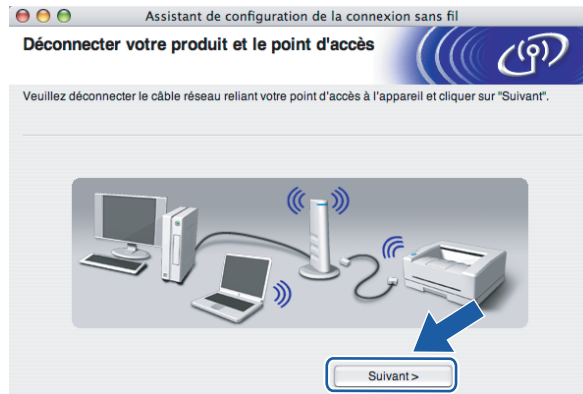 Assistant de configuration de la connexion sans fil
Déconnecter votre produit et le point d'accès
Veuillez déconnecter le câble réseau reliant votre point d'accès à l'appareil et cliquer sur "Suivant".
Suivant >